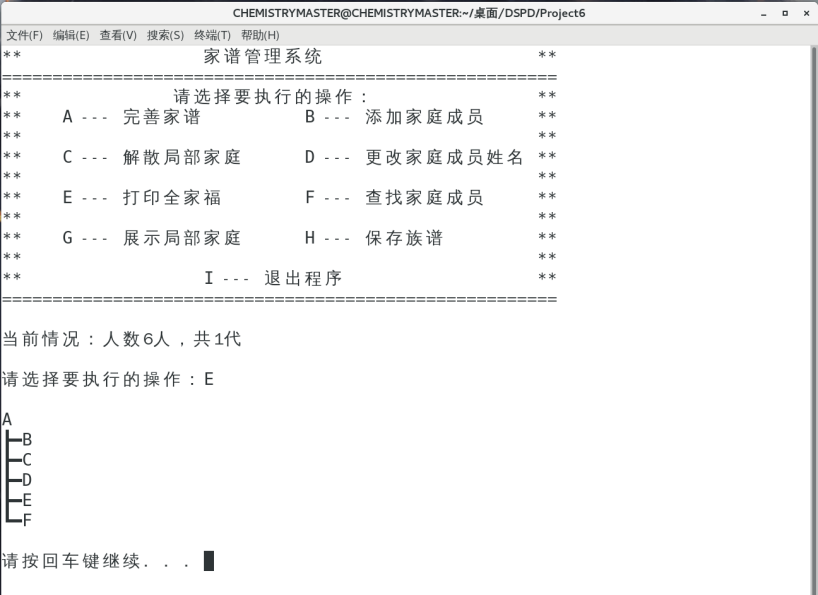 CHEMISTRYMASTER@CHEMISTRYMASTER:~/桌面/DSPD/Project6
文件(F) 编辑(E) 查看(V) 搜索(S) 终端(T) 帮助(H)
** 家谱管理系统 **
=======================================================
** 请选择要执行的操作： **
** A --- 完善家谱 B --- 添加家庭成员 **
** **
** C --- 解散局部家庭 D --- 更改家庭成员姓名 **
** **
** E --- 打印全家福 F --- 查找家庭成员 **
** **
** G --- 展示局部家庭 H --- 保存族谱 **
** **
** I --- 退出程序 **
=======================================================
当前情况：人数6人，共1代
请选择要执行的操作：E
A
┣━B
┣━C
┣━D
┣━E
┗━F
请按回车键继续. . .